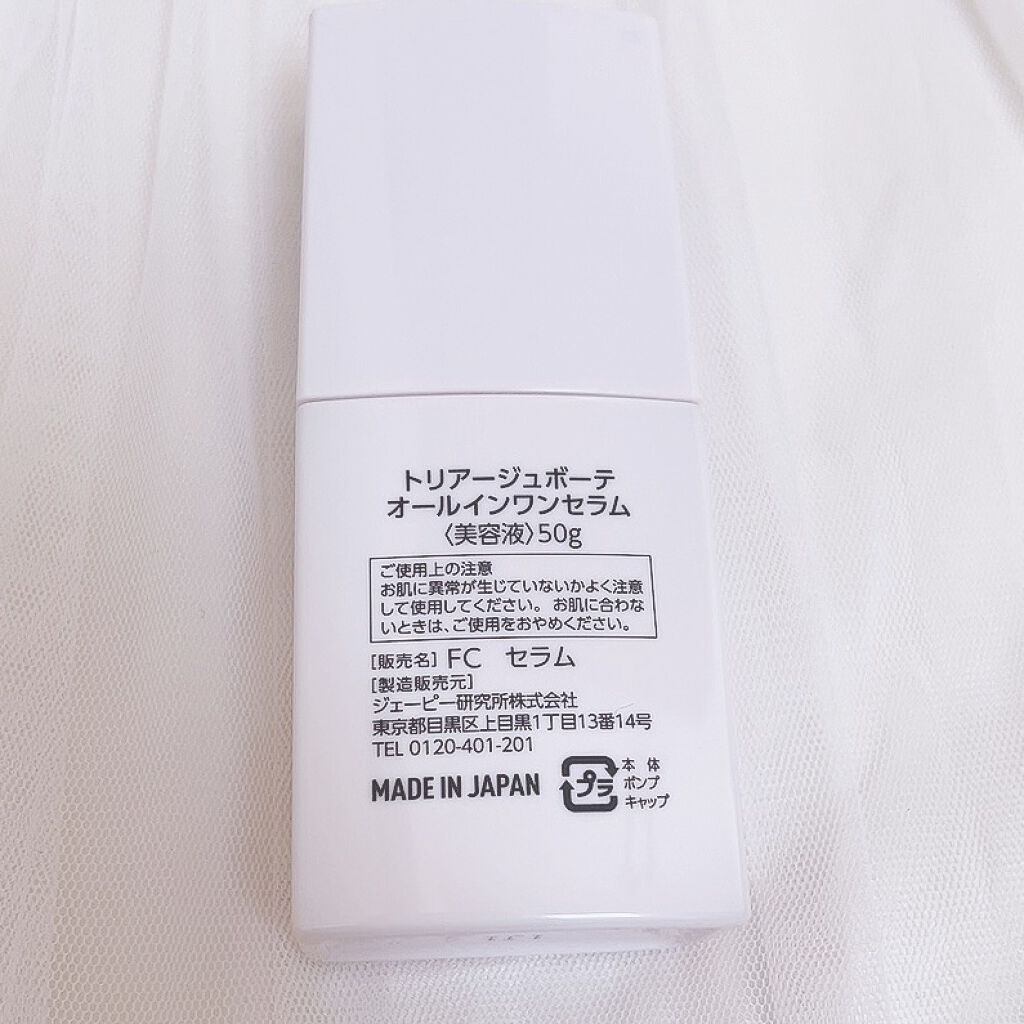 トリアージュボーテ
オールインワンセラム
〈美容液〉50g
ご使用上の注意
お肌に異常が生じていないかよく注意
して使用してください。お肌に合わな
いときは、ご使用をおやめください。
[販売名] FC セラム
[製造販売元]
ジェーピー研究所株式会社
東京都目黒区上目黒1丁目13番14号
TEL 0120-401-201
MADE IN JAPAN
プラ
本体
ポンプ
キャップ